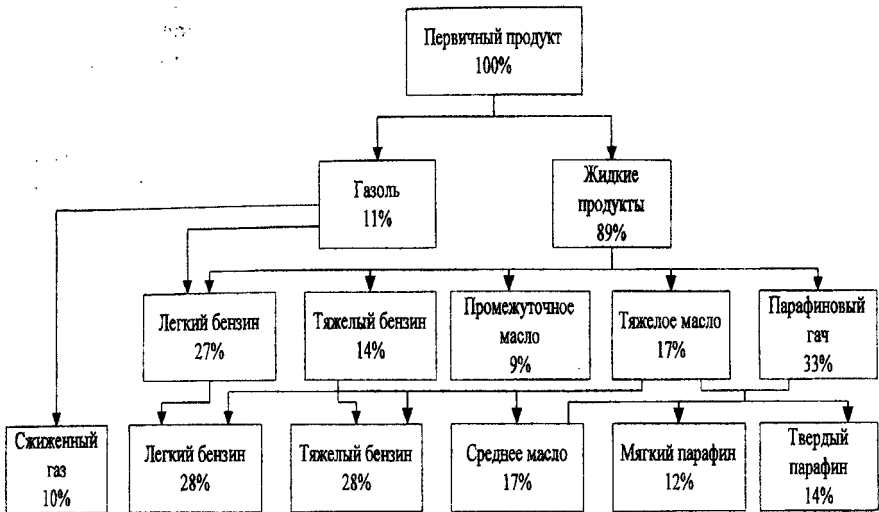 Первичный продукт
100%
Газоль
11%
Жидкие
продукты
89%
Легкий бензин
27%
Тяжелый бензин
14%
Промежуточное
масло
9%
Тяжелое масло
17%
Парафиновый
гач
33%
Сжиженный
газ
10%
Легкий бензин
28%
Тяжелый бензин
28%
Среднее масло
17%
Мягкий парафин
12%
Твердый
парафин
14%